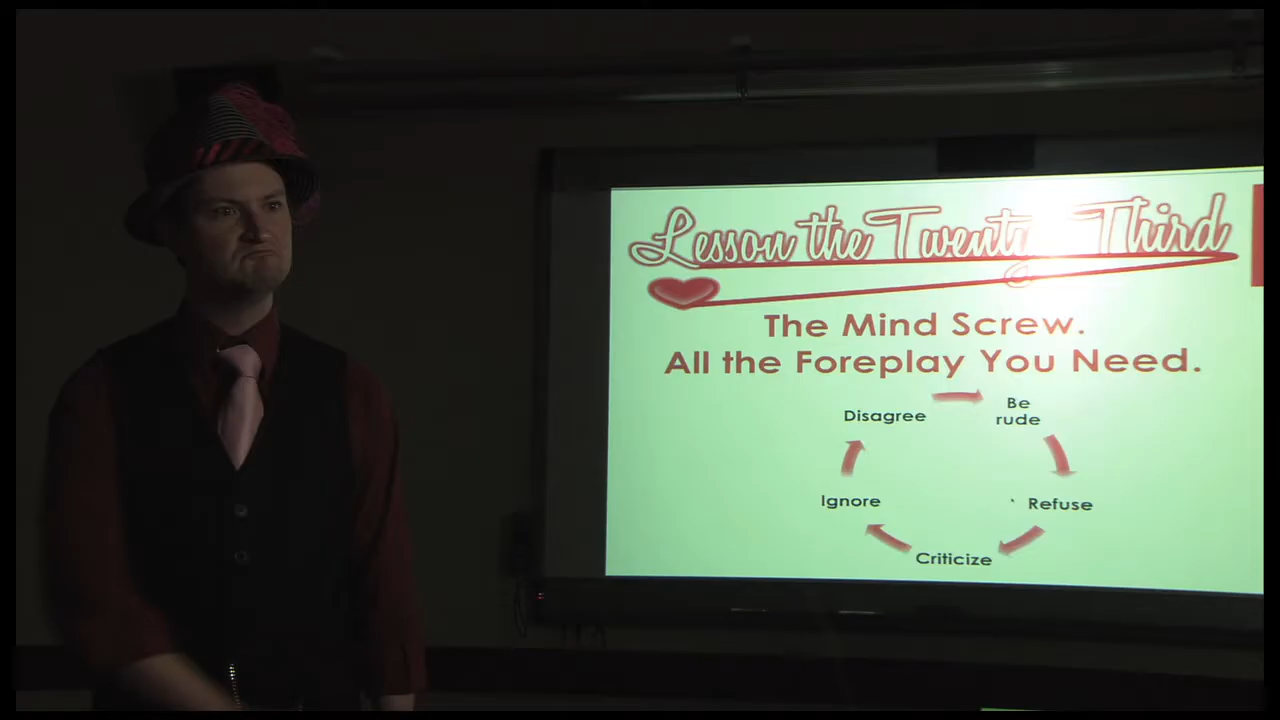 Lesson the Twenty Third
The Mind Screw.
All the Foreplay You Need.
Disagree
Be
rude
Ignore
Refuse
Criticize